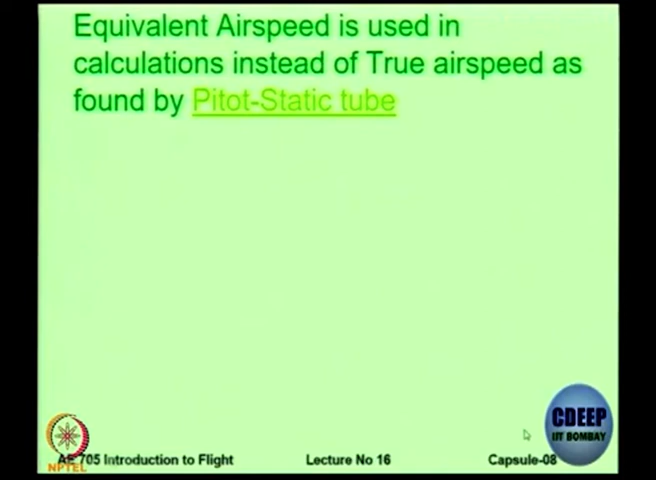 Equivalent Airspeed is used in
calculations instead of True airspeed as
found by Pitot-Static tube
CDEEP
IIT BOMBAY
NPTEL
AE 705 Introduction to Flight
Lecture No 16
Capsule-08